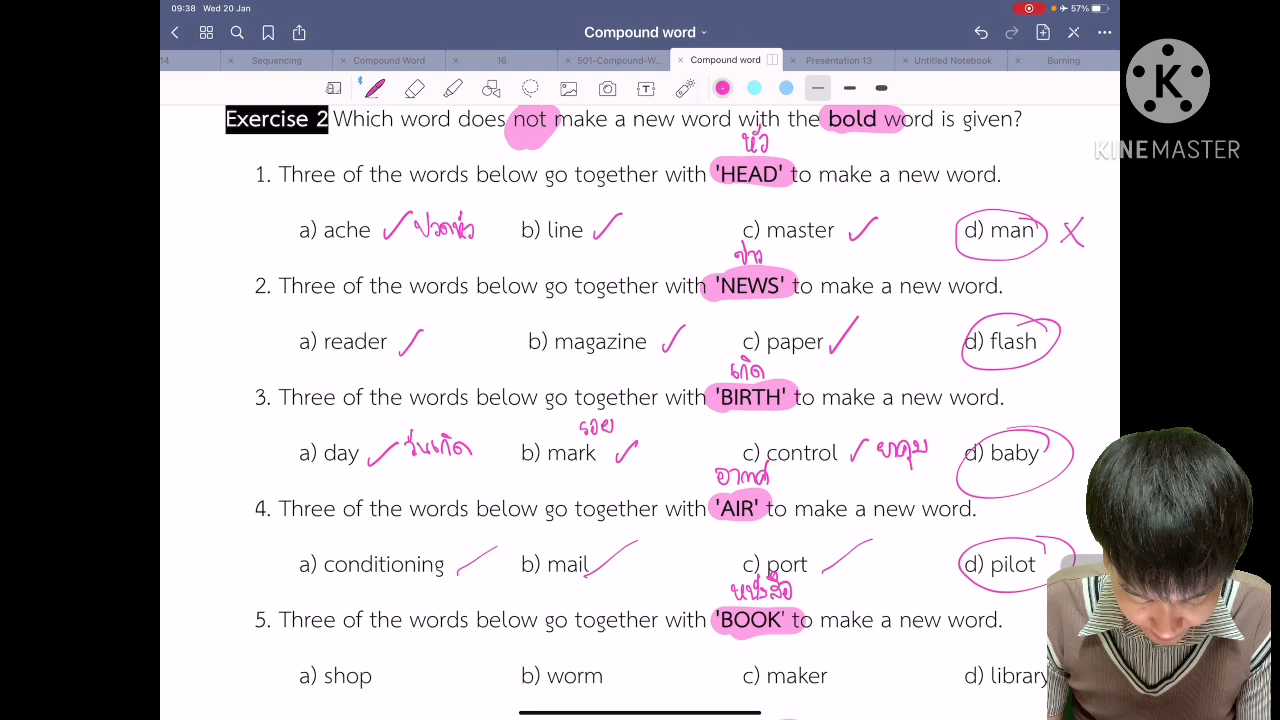 09:38 Wed 20 Jan
57%
Compound word
14
Sequencing
Compound Word
16
501-Compound-W...
Compound word
Presentation 13
Untitled Notebook
Burning
K
KINEMASTER
Exercise 2 Which word does not make a new word with the bold word is given?
หัว
1. Three of the words below go together with 'HEAD' to make a new word.
a) ache ✓ ปวดหัว b) line ✓ c) master ✓ d) man X
ข่าว
2. Three of the words below go together with 'NEWS' to make a new word.
a) reader ✓ b) magazine ✓ c) paper ✓ d) flash
เกิด
3. Three of the words below go together with 'BIRTH' to make a new word.
รอย
a) day ✓ วันเกิด b) mark ✓ c) control ✓ ยาคุม d) baby
อากาศ
4. Three of the words below go together with 'AIR' to make a new word.
a) conditioning ✓ b) mail ✓ c) port ✓ d) pilot
หนังสือ
5. Three of the words below go together with 'BOOK' to make a new word.
a) shop b) worm c) maker d) library